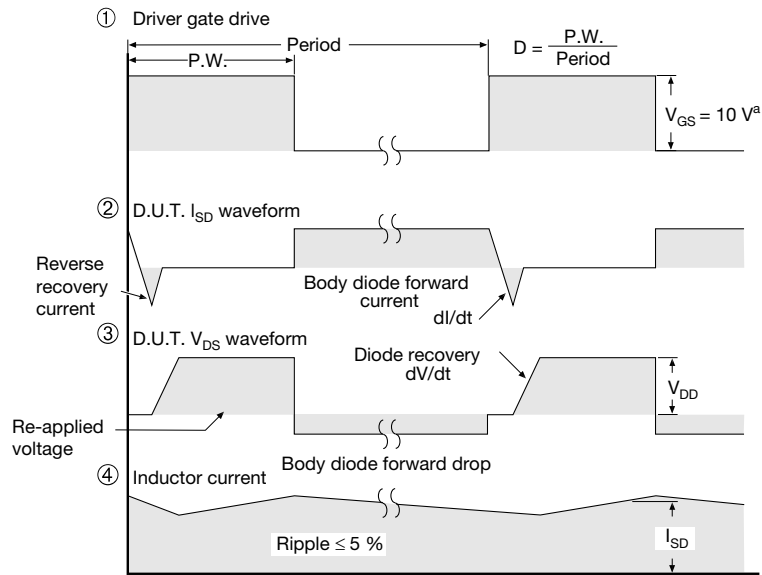 ① Driver gate drive
Period
P.W.
D = P.W. / Period
V_GS = 10 V^a
② D.U.T. I_SD waveform
Reverse
recovery
current
Body diode forward
current
dI/dt
③ D.U.T. V_DS waveform
Diode recovery
dV/dt
V_DD
Re-applied
voltage
Body diode forward drop
④ Inductor current
Ripple ≤ 5 %
I_SD